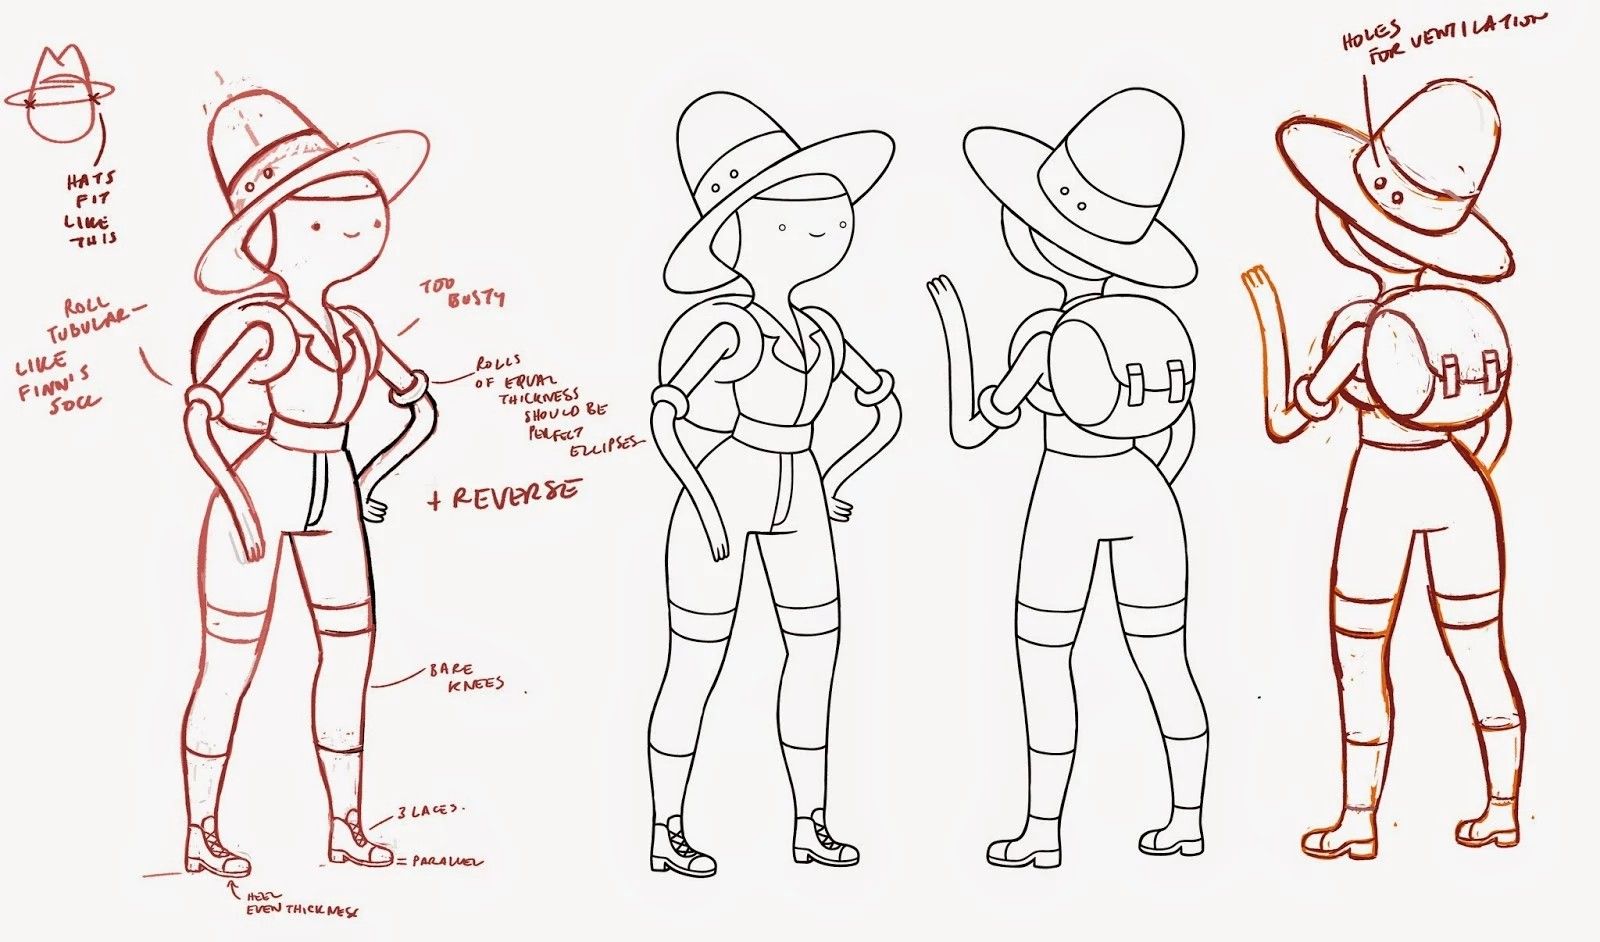 HATS
FIT
LIKE
THIS
ROLL
TUBULAR
LIKE
FINN'S
SOCK
TOO
BUSTY
ROLLS
OF EQUAL
THICKNESS
SHOULD BE
PERFECT
ELLIPSES
+ REVERSE
BARE
KNEES
3 LACES.
= PARALLEL
HEEL
EVEN THICKNESS
HOLES
FOR VENTILATION